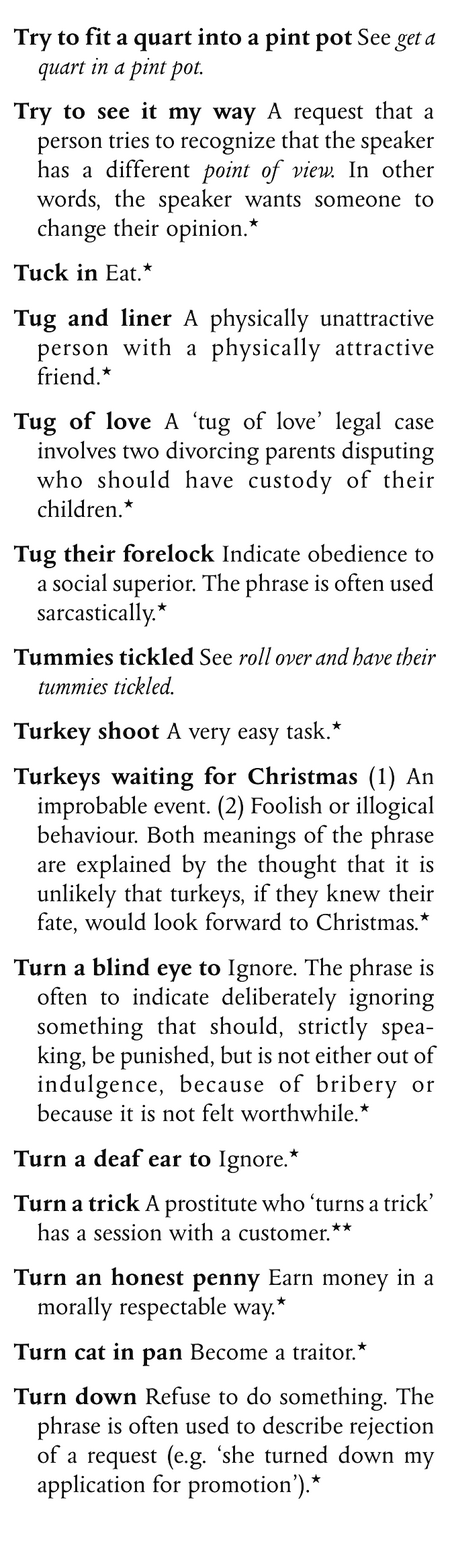 Try to fit a quart into a pint pot See get a
quart in a pint pot.
Try to see it my way A request that a
person tries to recognize that the speaker
has a different point of view. In other
words, the speaker wants someone to
change their opinion.★
Tuck in Eat.★
Tug and liner A physically unattractive
person with a physically attractive
friend.★
Tug of love A ‘tug of love’ legal case
involves two divorcing parents disputing
who should have custody of their
children.★
Tug their forelock Indicate obedience to
a social superior. The phrase is often used
sarcastically.★
Tummies tickled See roll over and have their
tummies tickled.
Turkey shoot A very easy task.★
Turkeys waiting for Christmas (1) An
improbable event. (2) Foolish or illogical
behaviour. Both meanings of the phrase
are explained by the thought that it is
unlikely that turkeys, if they knew their
fate, would look forward to Christmas.★
Turn a blind eye to Ignore. The phrase is
often to indicate deliberately ignoring
something that should, strictly spea-
king, be punished, but is not either out of
indulgence, because of bribery or
because it is not felt worthwhile.★
Turn a deaf ear to Ignore.★
Turn a trick A prostitute who ‘turns a trick’
has a session with a customer.★★
Turn an honest penny Earn money in a
morally respectable way.★
Turn cat in pan Become a traitor.★
Turn down Refuse to do something. The
phrase is often used to describe rejection
of a request (e.g. ‘she turned down my
application for promotion’).★